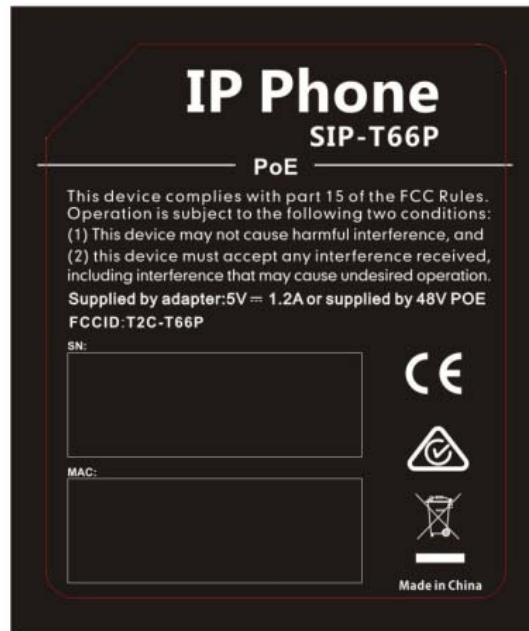 IP Phone
SIP-T66P
PoE
This device complies with part 15 of the FCC Rules.
Operation is subject to the following two conditions:
(1) This device may not cause harmful interference, and
(2) this device must accept any interference received,
including interference that may cause undesired operation.
Supplied by adapter:5V ⎓ 1.2A or supplied by 48V POE
FCCID:T2C-T66P
SN:
CE
MAC:
Made in China